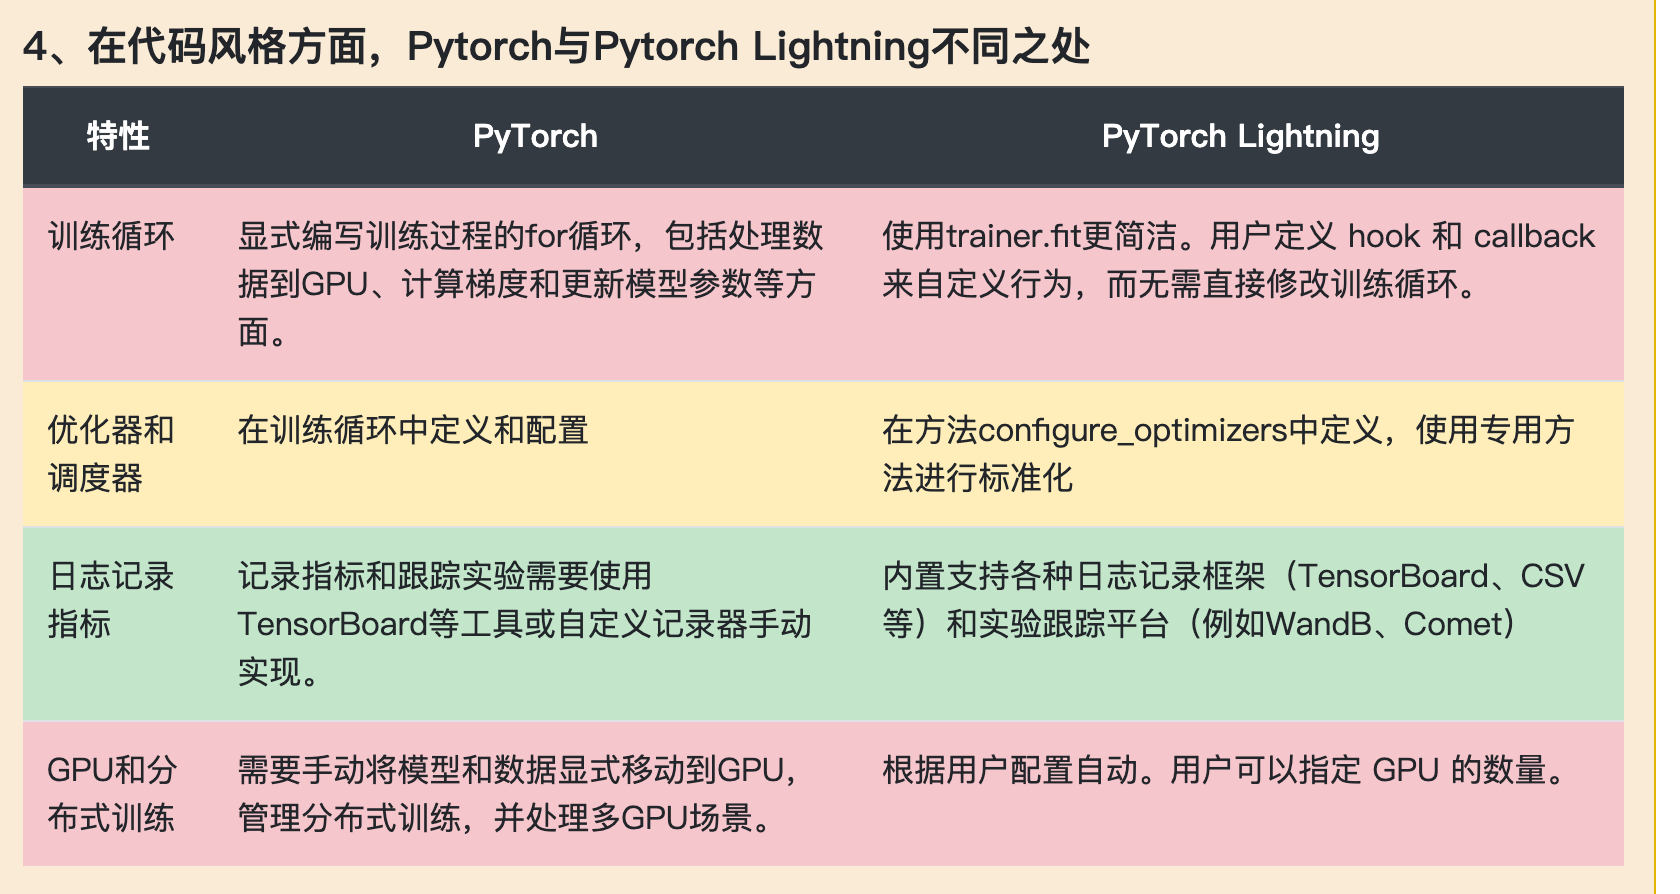 4、在代码风格方面，Pytorch与Pytorch Lightning不同之处
特性
PyTorch
PyTorch Lightning
训练循环
显式编写训练过程的for循环，包括处理数
据到GPU、计算梯度和更新模型参数等方
面。
使用trainer.fit更简洁。用户定义 hook 和 callback
来自定义行为，而无需直接修改训练循环。
优化器和
调度器
在训练循环中定义和配置
在方法configure_optimizers中定义，使用专用方
法进行标准化
日志记录
指标
记录指标和跟踪实验需要使用
TensorBoard等工具或自定义记录器手动
实现。
内置支持各种日志记录框架（TensorBoard、CSV
等）和实验跟踪平台（例如WandB、Comet）
GPU和分
布式训练
需要手动将模型和数据显式移动到GPU，
管理分布式训练，并处理多GPU场景。
根据用户配置自动。用户可以指定 GPU 的数量。